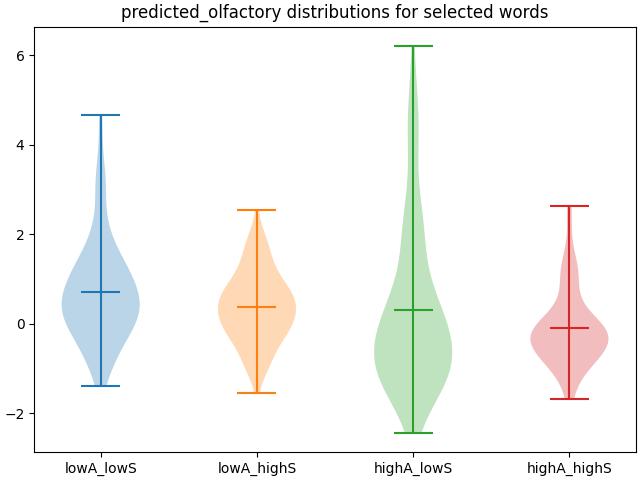 predicted_olfactory distributions for selected words
6
4
2
0
−2
lowA_lowS lowA_highS highA_lowS highA_highS